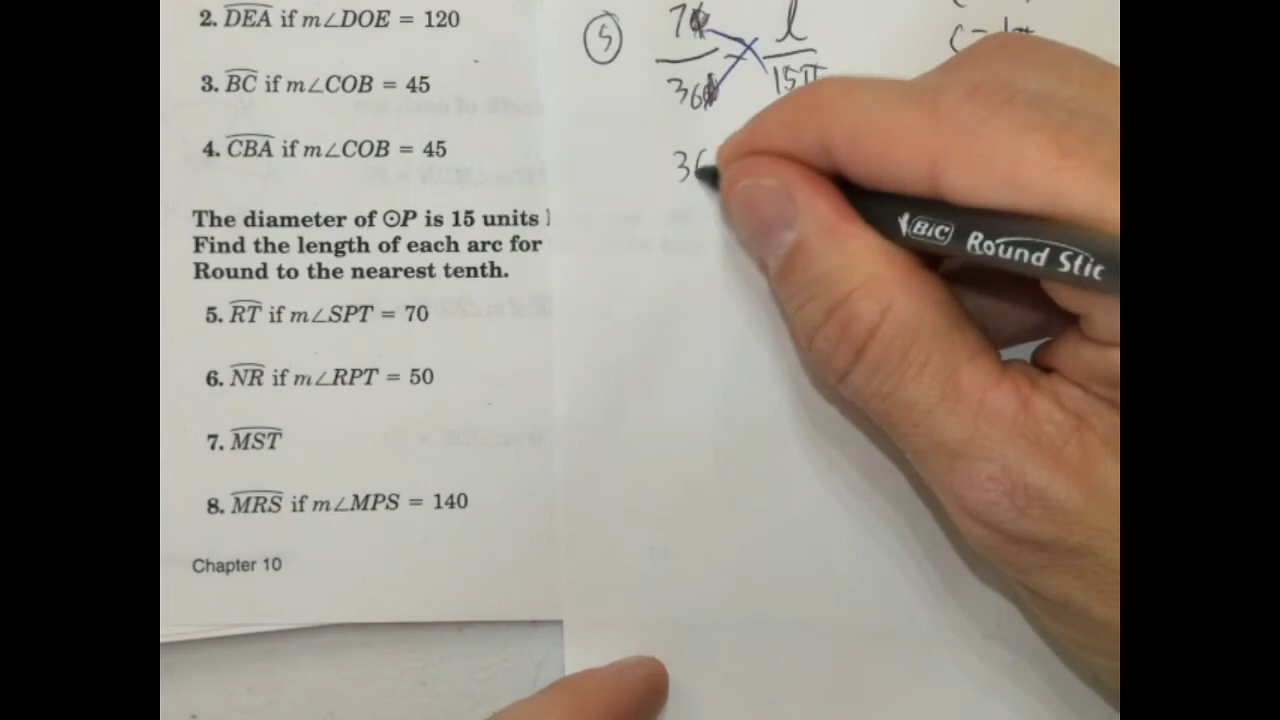 2. DEA if m∠DOE = 120
3. BC if m∠COB = 45
4. CBA if m∠COB = 45
The diameter of ⊙P is 15 units
Find the length of each arc for
Round to the nearest tenth.
5. RT if m∠SPT = 70
6. NR if m∠RPT = 50
7. MST
8. MRS if m∠MPS = 140
Chapter 10
5
70 = l
360 15π
36
BIC Round Stic